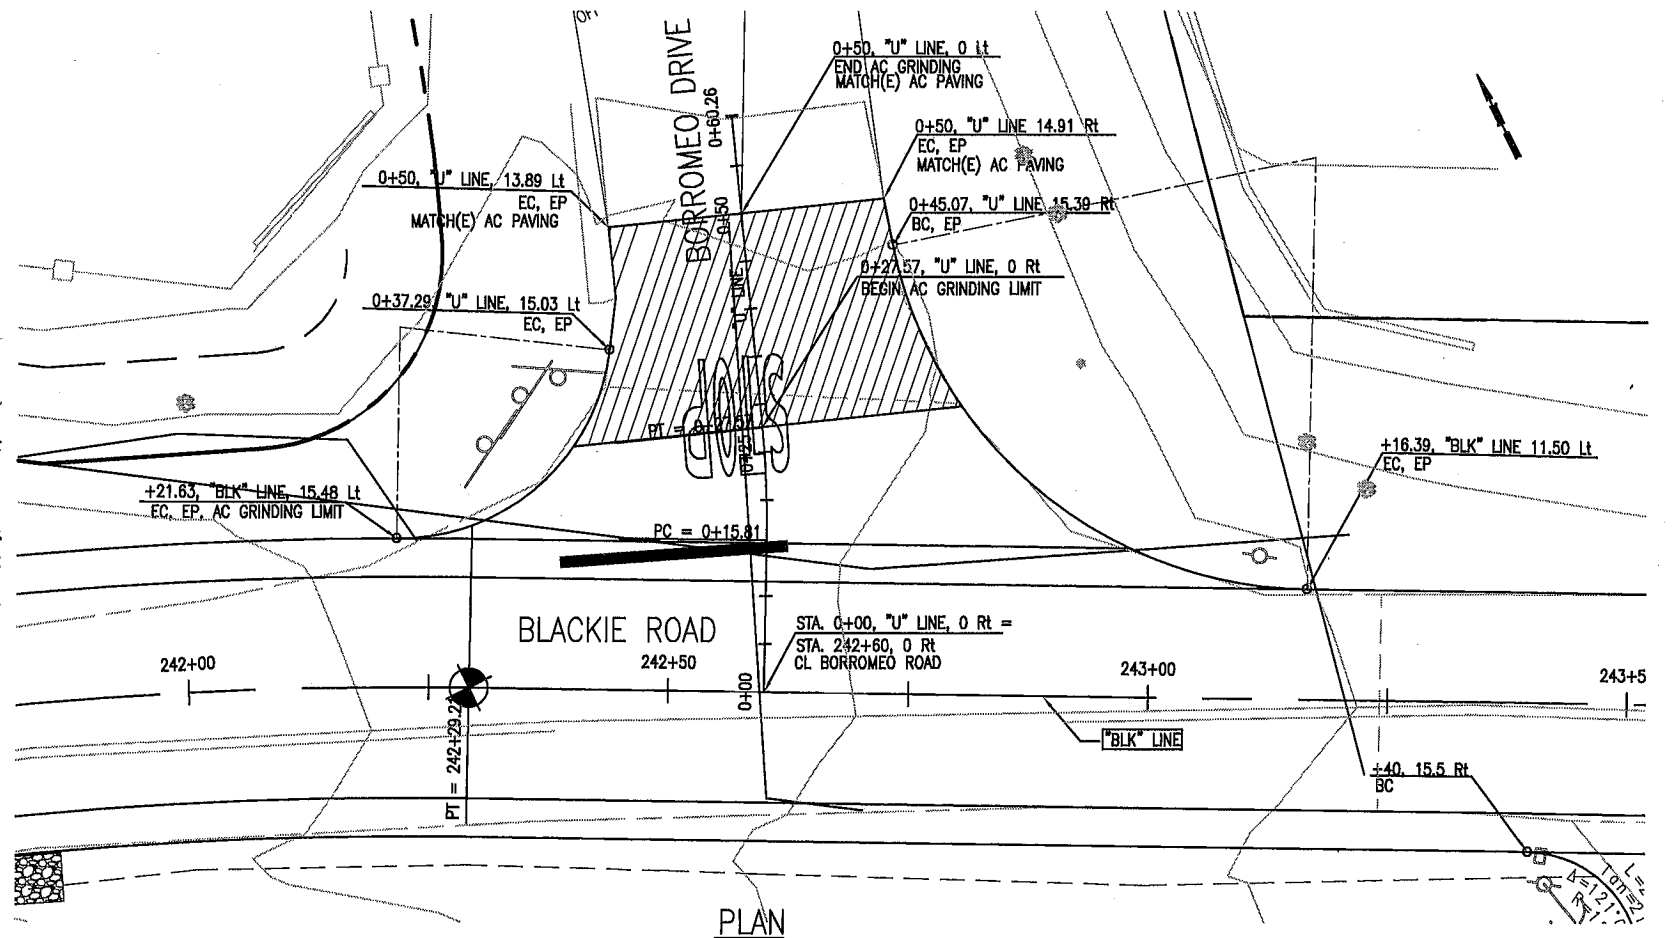 BORROMEO DRIVE
0+60.26
0+50, "U" LINE, 0 Lt
END AC GRINDING
MATCH(E) AC PAVING
0+50, "U" LINE 14.91 Rt
EC, EP
MATCH(E) AC PAVING
0+50, "U" LINE, 13.89 Lt
EC, EP
MATCH(E) AC PAVING
0+50
0+45.07, "U" LINE, 15.39 Rt
BC, EP
0+27.57, "U" LINE, 0 Rt
BEGIN AC GRINDING LIMIT
0+37.29, "U" LINE, 15.03 Lt
EC, EP
"U" LINE
STOP
PT =
+16.39, "BLK" LINE 11.50 Lt
EC, EP
+21.63, "BLK" LINE, 15.48 Lt
EC, EP, AC GRINDING LIMIT
PC = 0+15.81
BLACKIE ROAD
STA. 0+00, "U" LINE, 0 Rt =
STA. 242+60, 0 Rt
CL BORROMEO ROAD
242+00
242+50
243+00
243+5
0+00
PT = 242+29.2
"BLK" LINE
+40, 15.5 Rt
BC
PLAN